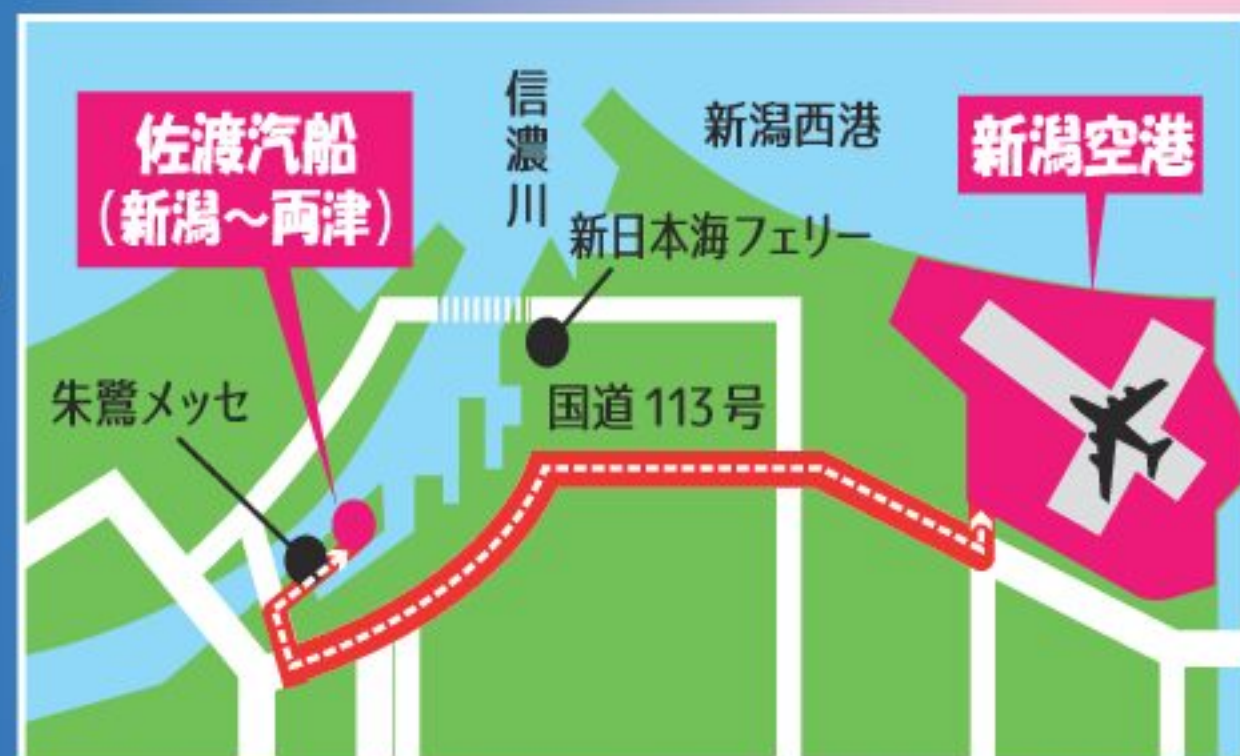 佐渡汽船
（新潟～両津）
信濃川
新潟西港
新潟空港
新日本海フェリー
朱鷺メッセ
国道113号